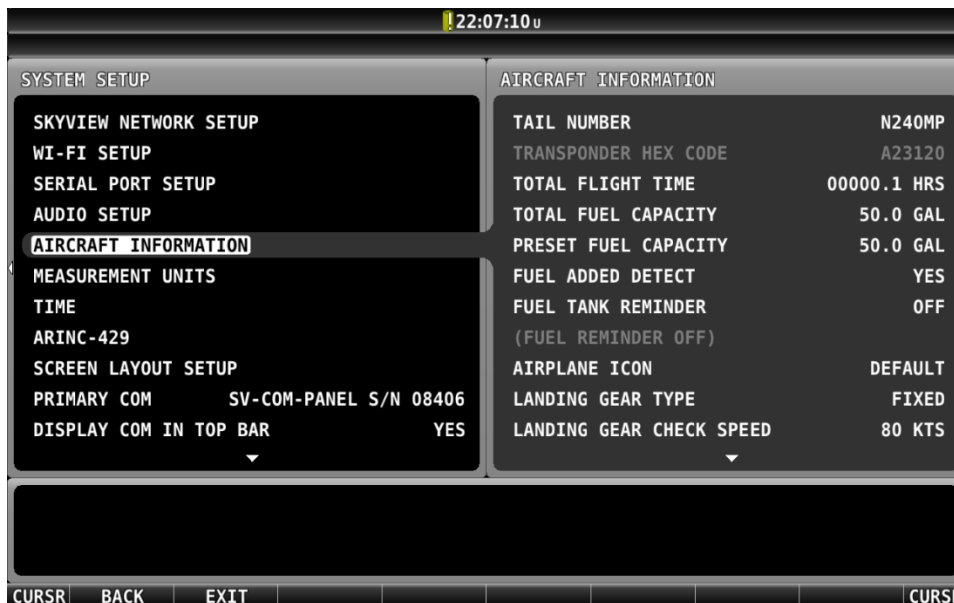 !22:07:10U
SYSTEM SETUP
SKYVIEW NETWORK SETUP
WI-FI SETUP
SERIAL PORT SETUP
AUDIO SETUP
AIRCRAFT INFORMATION
MEASUREMENT UNITS
TIME
ARINC-429
SCREEN LAYOUT SETUP
PRIMARY COM SV-COM-PANEL S/N 08406
DISPLAY COM IN TOP BAR YES
AIRCRAFT INFORMATION
TAIL NUMBER N240MP
TRANSPONDER HEX CODE A23120
TOTAL FLIGHT TIME 00000.1 HRS
TOTAL FUEL CAPACITY 50.0 GAL
PRESET FUEL CAPACITY 50.0 GAL
FUEL ADDED DETECT YES
FUEL TANK REMINDER OFF
(FUEL REMINDER OFF)
AIRPLANE ICON DEFAULT
LANDING GEAR TYPE FIXED
LANDING GEAR CHECK SPEED 80 KTS
CURSR BACK EXIT CURS